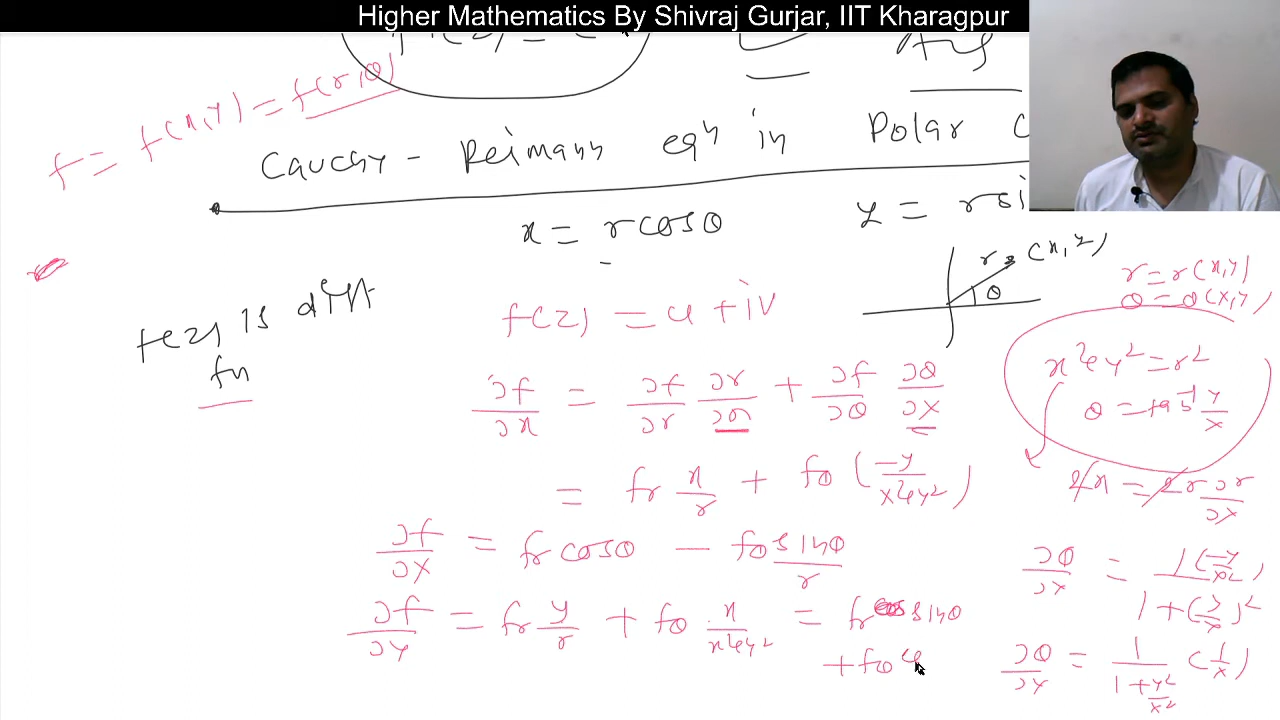 Higher Mathematics By Shivraj Gurjar, IIT Kharagpur
f = f(x,y) = f(r,θ)
Cauchy - Reimann eqⁿ in Polar C
x = r cosθ
y = r si
r (x,y)
θ
r = r(x,y)
θ = θ(x,y)
f(z) is diff
fn
f(z) = u + iv
x²+y² = r²
θ = tan⁻¹ y/x
∂f/∂x = ∂f/∂r ∂r/∂x + ∂f/∂θ ∂θ/∂x
= fr x/r + fθ (-y/x²+y²)
2x = 2r ∂r/∂x
∂f/∂x = fr cosθ - fθ sinθ/r
∂θ/∂x = 1(-y/x²)/1+(y/x)²
∂f/∂y = fr y/r + fθ x/x²+y² = fr sinθ
+ fθ
∂θ/∂y = 1/1+y²/x² (1/x)